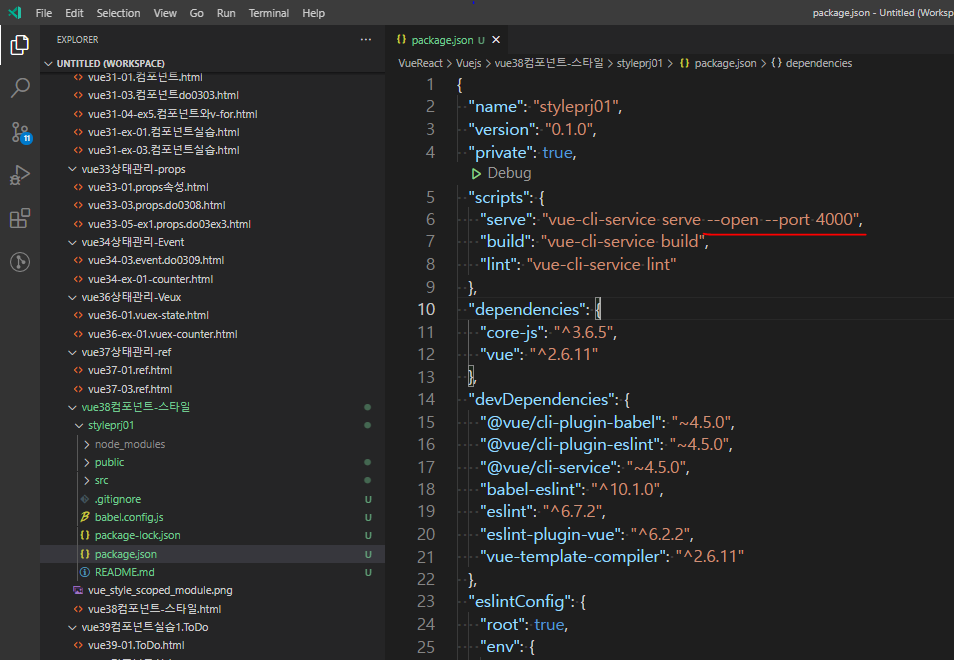 File Edit Selection View Go Run Terminal Help
package.json - Untitled (Worksp
EXPLORER
UNTITLED (WORKSPACE)
vue31-01.컴포넌트.html
vue31-03.컴포넌트do0303.html
vue31-04-ex5.컴포넌트와v-for.html
vue31-ex-01.컴포넌트실습.html
vue31-ex-03.컴포넌트실습.html
vue33상태관리-props
vue33-01.props속성.html
vue33-03.props.do0308.html
vue33-05-ex1.props.do03ex3.html
vue34상태관리-Event
vue34-03.event.do0309.html
vue34-ex-01-counter.html
vue36상태관리-Veux
vue36-01.vuex-state.html
vue36-ex-01.vuex-counter.html
vue37상태관리-ref
vue37-01.ref.html
vue37-03.ref.html
vue38컴포넌트-스타일
styleprj01
node_modules
public
src
.gitignore U
babel.config.js U
package-lock.json U
package.json U
README.md U
vue_style_scoped_module.png
vue38컴포넌트-스타일.html
vue39컴포넌트실습1.ToDo
vue39-01.ToDo.html
11
{} package.json U
VueReact > Vuejs > vue38컴포넌트-스타일 > styleprj01 > {} package.json > {} dependencies
1 {
2 "name": "styleprj01",
3 "version": "0.1.0",
4 "private": true,
Debug
5 "scripts": {
6 "serve": "vue-cli-service serve --open --port 4000",
7 "build": "vue-cli-service build",
8 "lint": "vue-cli-service lint"
9 },
10 "dependencies": {
11 "core-js": "^3.6.5",
12 "vue": "^2.6.11"
13 },
14 "devDependencies": {
15 "@vue/cli-plugin-babel": "~4.5.0",
16 "@vue/cli-plugin-eslint": "~4.5.0",
17 "@vue/cli-service": "~4.5.0",
18 "babel-eslint": "^10.1.0",
19 "eslint": "^6.7.2",
20 "eslint-plugin-vue": "^6.2.2",
21 "vue-template-compiler": "^2.6.11"
22 },
23 "eslintConfig": {
24 "root": true,
25 "env": {